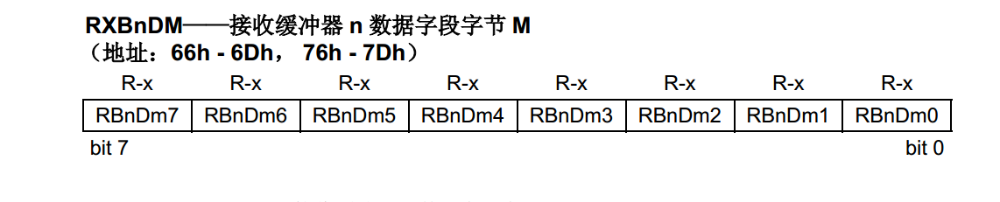 RXBnDM——接收缓冲器 n 数据字段字节 M
（地址：66h - 6Dh， 76h - 7Dh）
R-x R-x R-x R-x R-x R-x R-x R-x
RBnDm7 RBnDm6 RBnDm5 RBnDm4 RBnDm3 RBnDm2 RBnDm1 RBnDm0
bit 7 bit 0